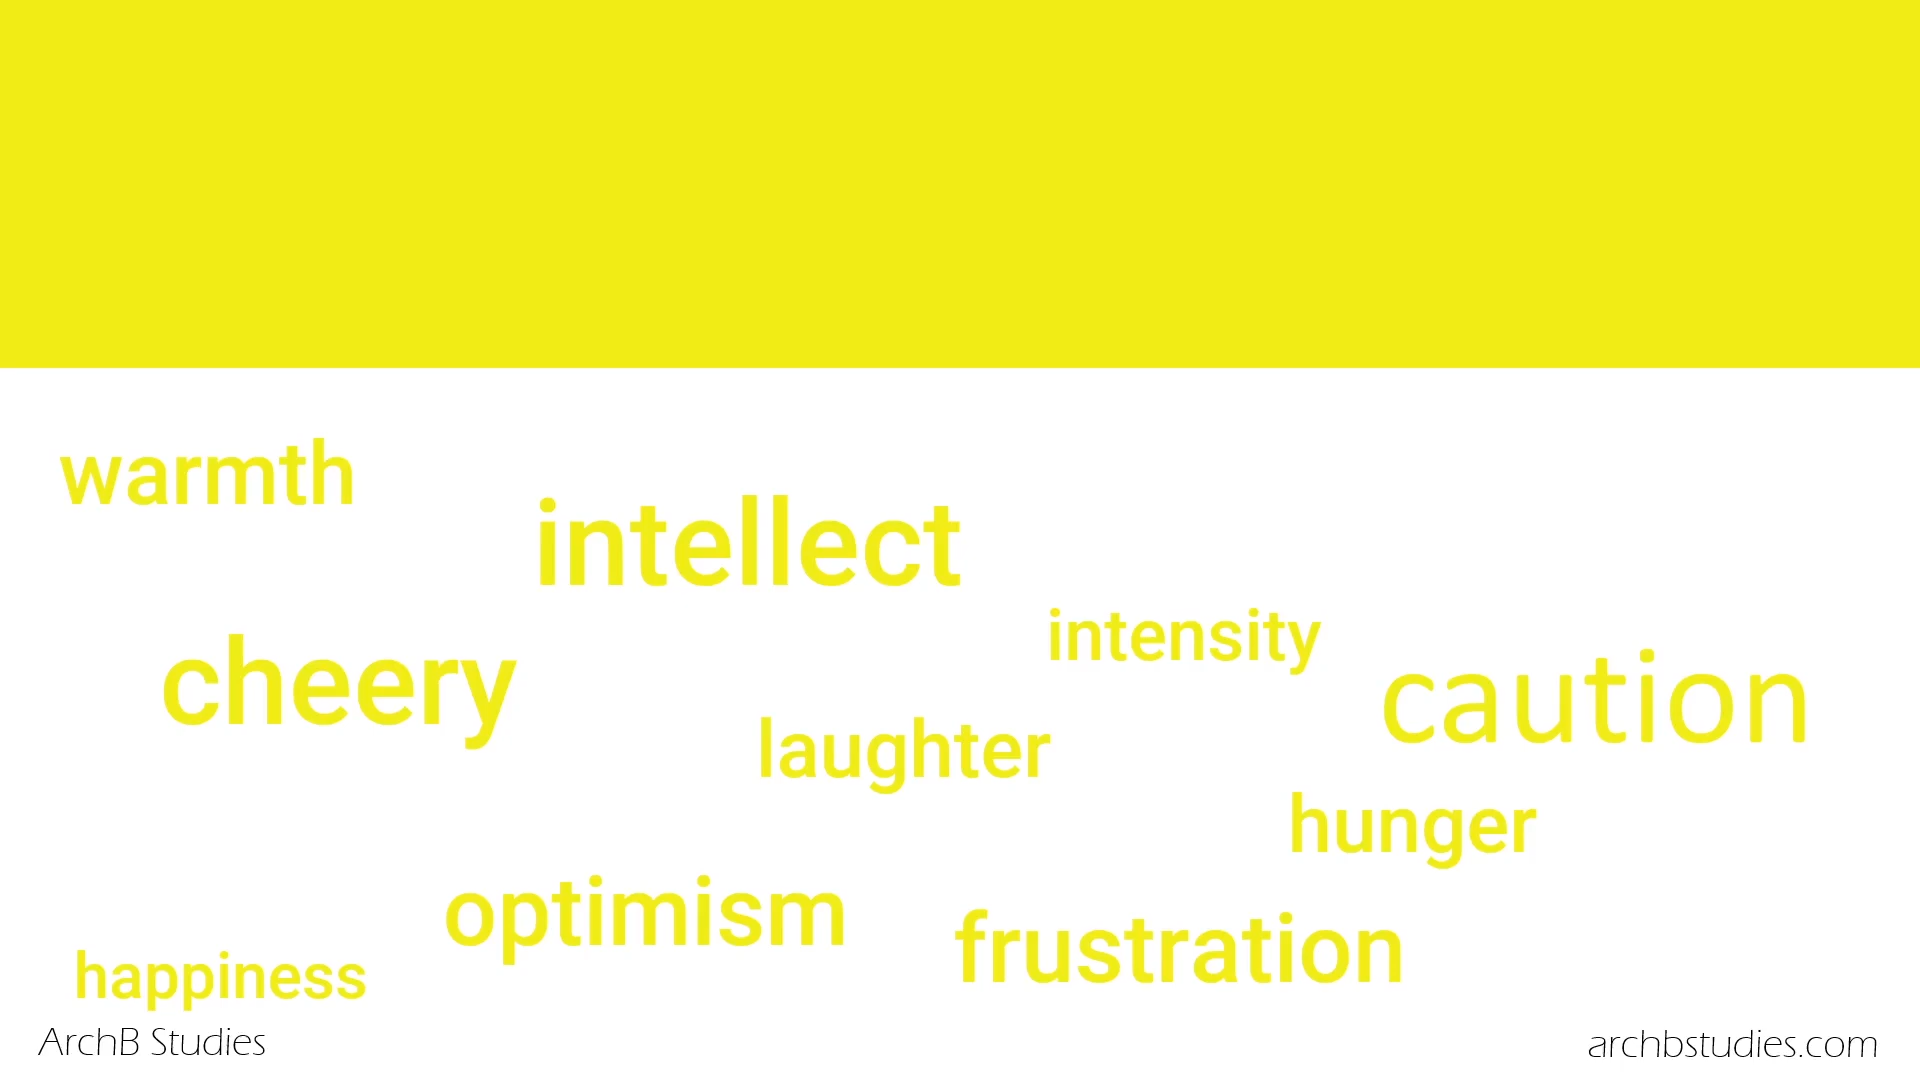 warmth
intellect
intensity
cheery
caution
laughter
hunger
optimism
frustration
happiness
ArchB Studies
archbstudies.com